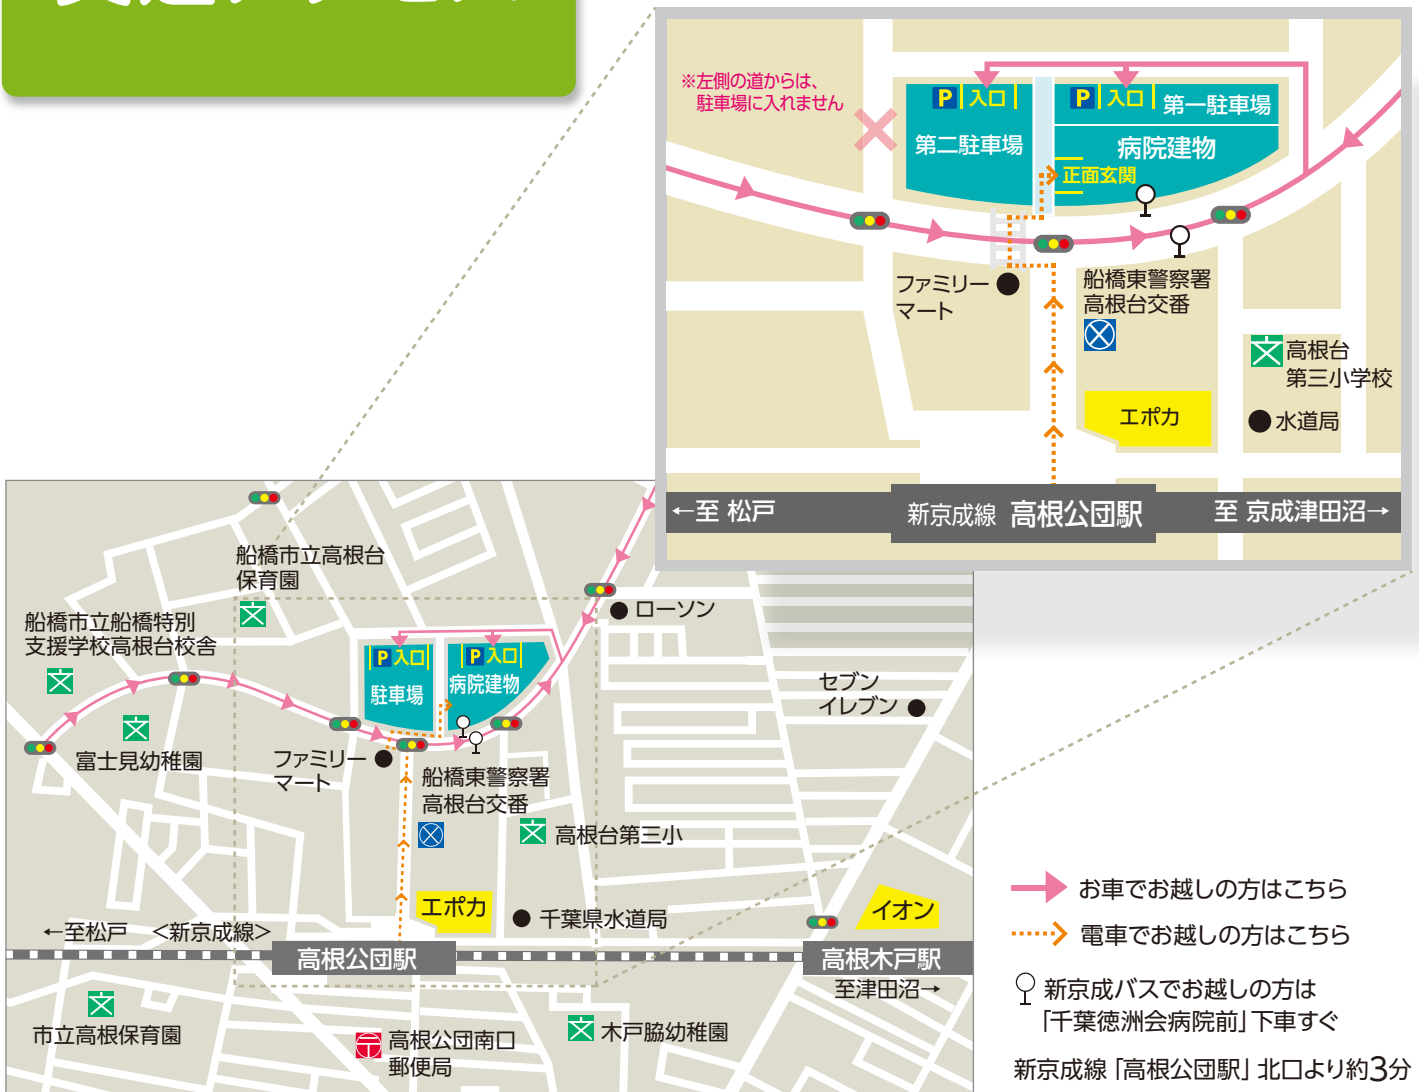 ※左側の道からは、
駐車場に入れません
P 入口
P 入口 第一駐車場
第二駐車場
病院建物
正面玄関
ファミリー
マート
船橋東警察署
高根台交番
高根台
第三小学校
エポカ
水道局
←至 松戸
新京成線 高根公団駅
至 京成津田沼→
船橋市立高根台
保育園
船橋市立船橋特別
支援学校高根台校舎
ローソン
P 入口
P 入口
駐車場
病院建物
セブン
イレブン
富士見幼稚園
ファミリー
マート
船橋東警察署
高根台交番
高根台第三小
エポカ
千葉県水道局
イオン
←至松戸 <新京成線>
高根公団駅
高根木戸駅
至津田沼→
市立高根保育園
高根公団南口
郵便局
木戸脇幼稚園
お車でお越しの方はこちら
電車でお越しの方はこちら
新京成バスでお越しの方は
「千葉徳洲会病院前」下車すぐ
新京成線「高根公団駅」北口より約3分